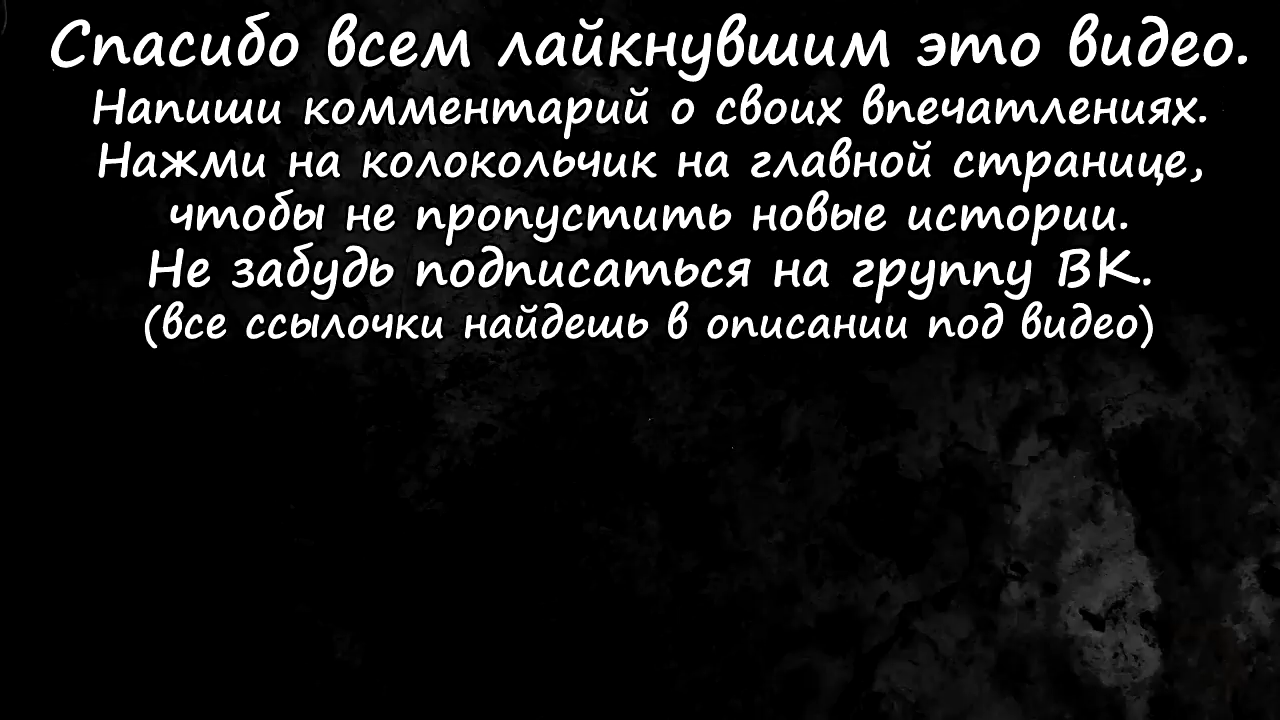 Спасибо всем лайкнувшим это видео.
Напиши комментарий о своих впечатлениях.
Нажми на колокольчик на главной странице,
чтобы не пропустить новые истории.
Не забудь подписаться на группу ВК.
(все ссылочки найдешь в описании под видео)